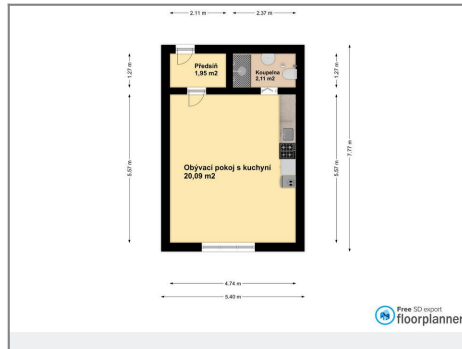 2.11 m
2.37 m
1,27 m
Předsíň
1,95 m2
Koupelna
2,11 m2
1,27 m
7,77 m
5,57 m
Obývací pokoj s kuchyní
20,09 m2
5,57 m
4.74 m
5.40 m
Free SD export
floorplanner